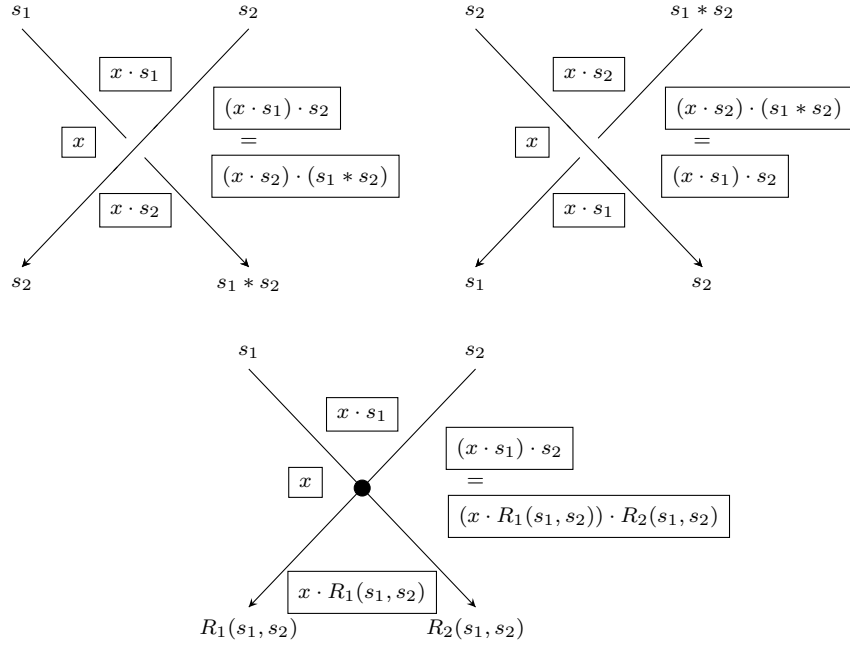 s₁ s₂ s₂ s₁ ∗ s₂
x · s₁ x · s₂
(x · s₁) · s₂ (x · s₂) · (s₁ ∗ s₂)
x = x =
(x · s₂) · (s₁ ∗ s₂) (x · s₁) · s₂
x · s₂ x · s₁
s₂ s₁ ∗ s₂ s₁ s₂
s₁ s₂
x · s₁
(x · s₁) · s₂
x =
(x · R₁(s₁, s₂)) · R₂(s₁, s₂)
x · R₁(s₁, s₂)
R₁(s₁, s₂) R₂(s₁, s₂)